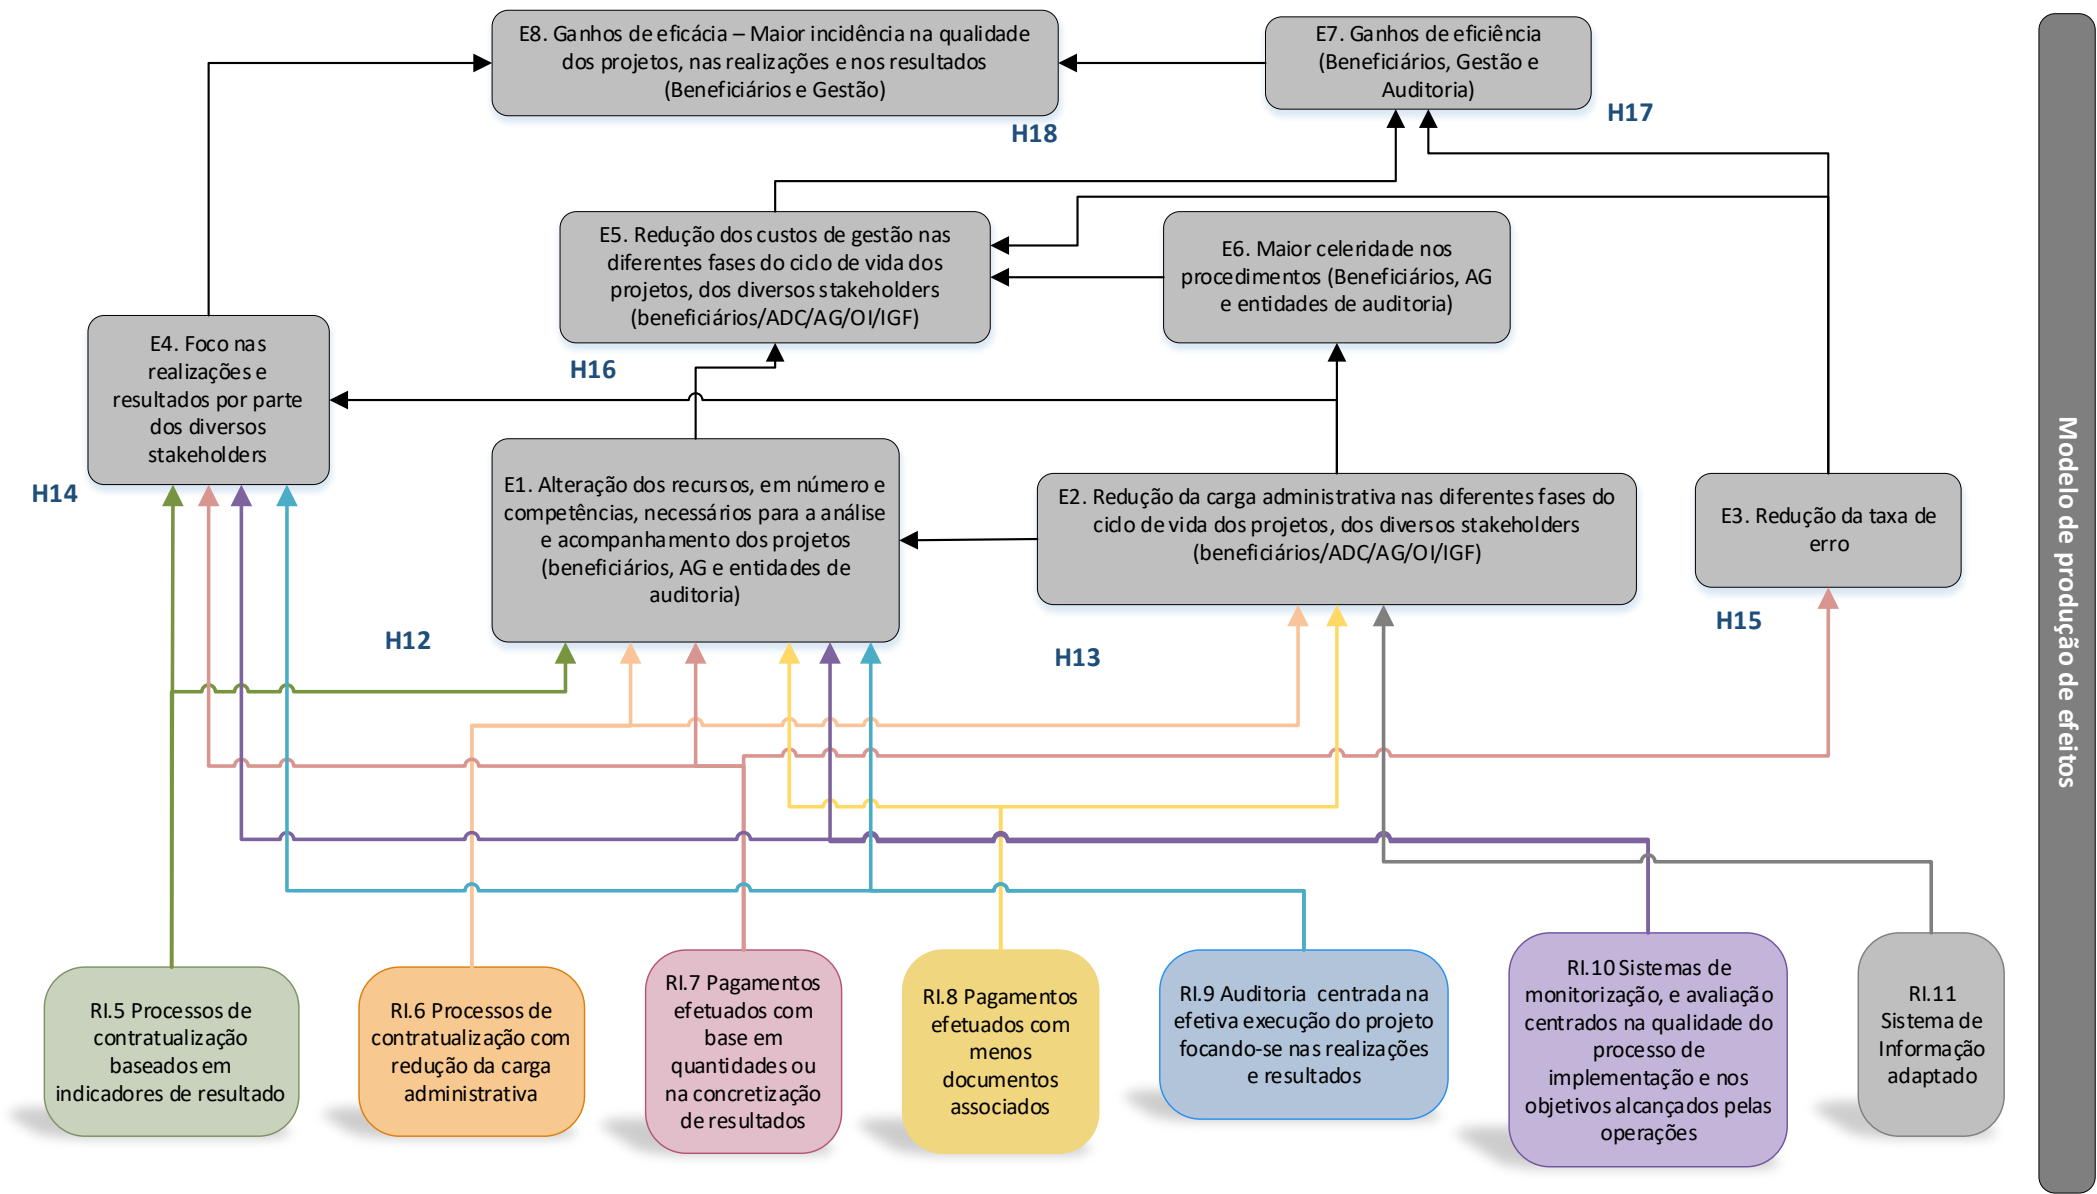 E8. Ganhos de eficácia – Maior incidência na qualidade
dos projetos, nas realizações e nos resultados
(Beneficiários e Gestão)
E7. Ganhos de eficiência
(Beneficiários, Gestão e
Auditoria)
H18
H17
E5. Redução dos custos de gestão nas
diferentes fases do ciclo de vida dos
projetos, dos diversos stakeholders
(beneficiários/ADC/AG/OI/IGF)
E6. Maior celeridade nos
procedimentos (Beneficiários, AG
e entidades de auditoria)
H16
E4. Foco nas
realizações e
resultados por parte
dos diversos
stakeholders
H14
E1. Alteração dos recursos, em número e
competências, necessários para a análise
e acompanhamento dos projetos
(beneficiários, AG e entidades de
auditoria)
H12
E2. Redução da carga administrativa nas diferentes fases do
ciclo de vida dos projetos, dos diversos stakeholders
(beneficiários/ADC/AG/OI/IGF)
H13
E3. Redução da taxa de
erro
H15
RI.5 Processos de
contratualização
baseados em
indicadores de resultado
RI.6 Processos de
contratualização com
redução da carga
administrativa
RI.7 Pagamentos
efetuados com
base em
quantidades ou
na concretização
de resultados
RI.8 Pagamentos
efetuados com
menos
documentos
associados
RI.9 Auditoria centrada na
efetiva execução do projeto
focando-se nas realizações
e resultados
RI.10 Sistemas de
monitorização, e avaliação
centrados na qualidade do
processo de
implementação e nos
objetivos alcançados pelas
operações
RI.11
Sistema de
Informação
adaptado
Modelo de produção de efeitos